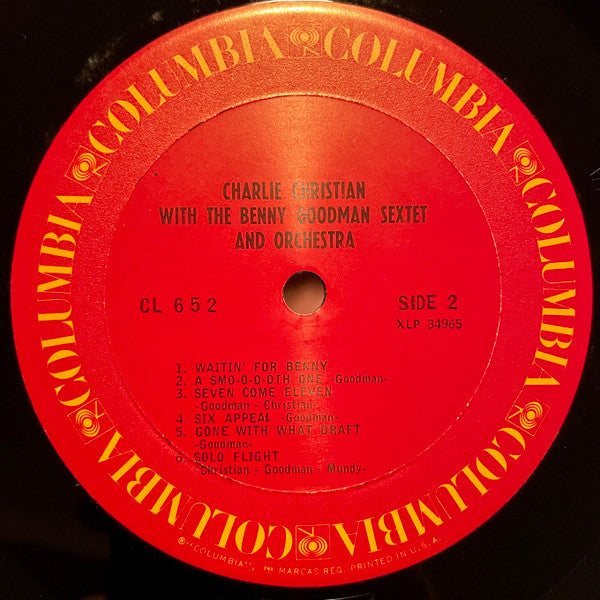 COLUMBIA COLUMBIA COLUMBIA COLUMBIA COLUMBIA COLUMBIA
CHARLIE CHRISTIAN
WITH THE BENNY GOODMAN SEXTET
AND ORCHESTRA
CL 652
SIDE 2
XLP 34965
1. WAITIN' FOR BENNY
2. A SMO-O-O-OTH ONE -Goodman-
3. SEVEN COME ELEVEN
-Goodman - Christian-
4. SIX APPEAL -Goodman-
5. GONE WITH WHAT DRAFT
-Goodman-
6. SOLO FLIGHT
-Christian - Goodman - Mundy-
®"COLUMBIA", MARCAS REG. PRINTED IN U.S.A.